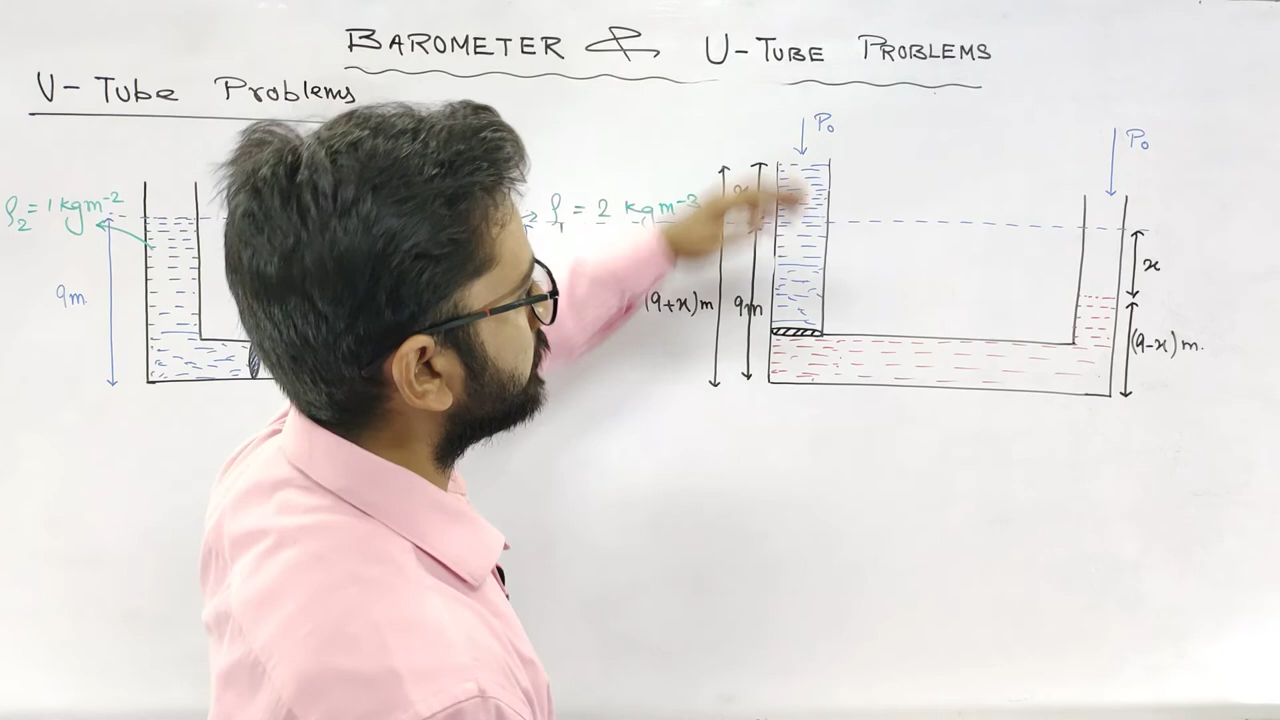 BAROMETER & U-TUBE PROBLEMS
U-Tube Problems
P₀
P₀
ρ₂ = 1 kgm⁻²
ρ₁ = 2 kgm⁻³
9m
(9+x)m
9m
x
(9-x) m.